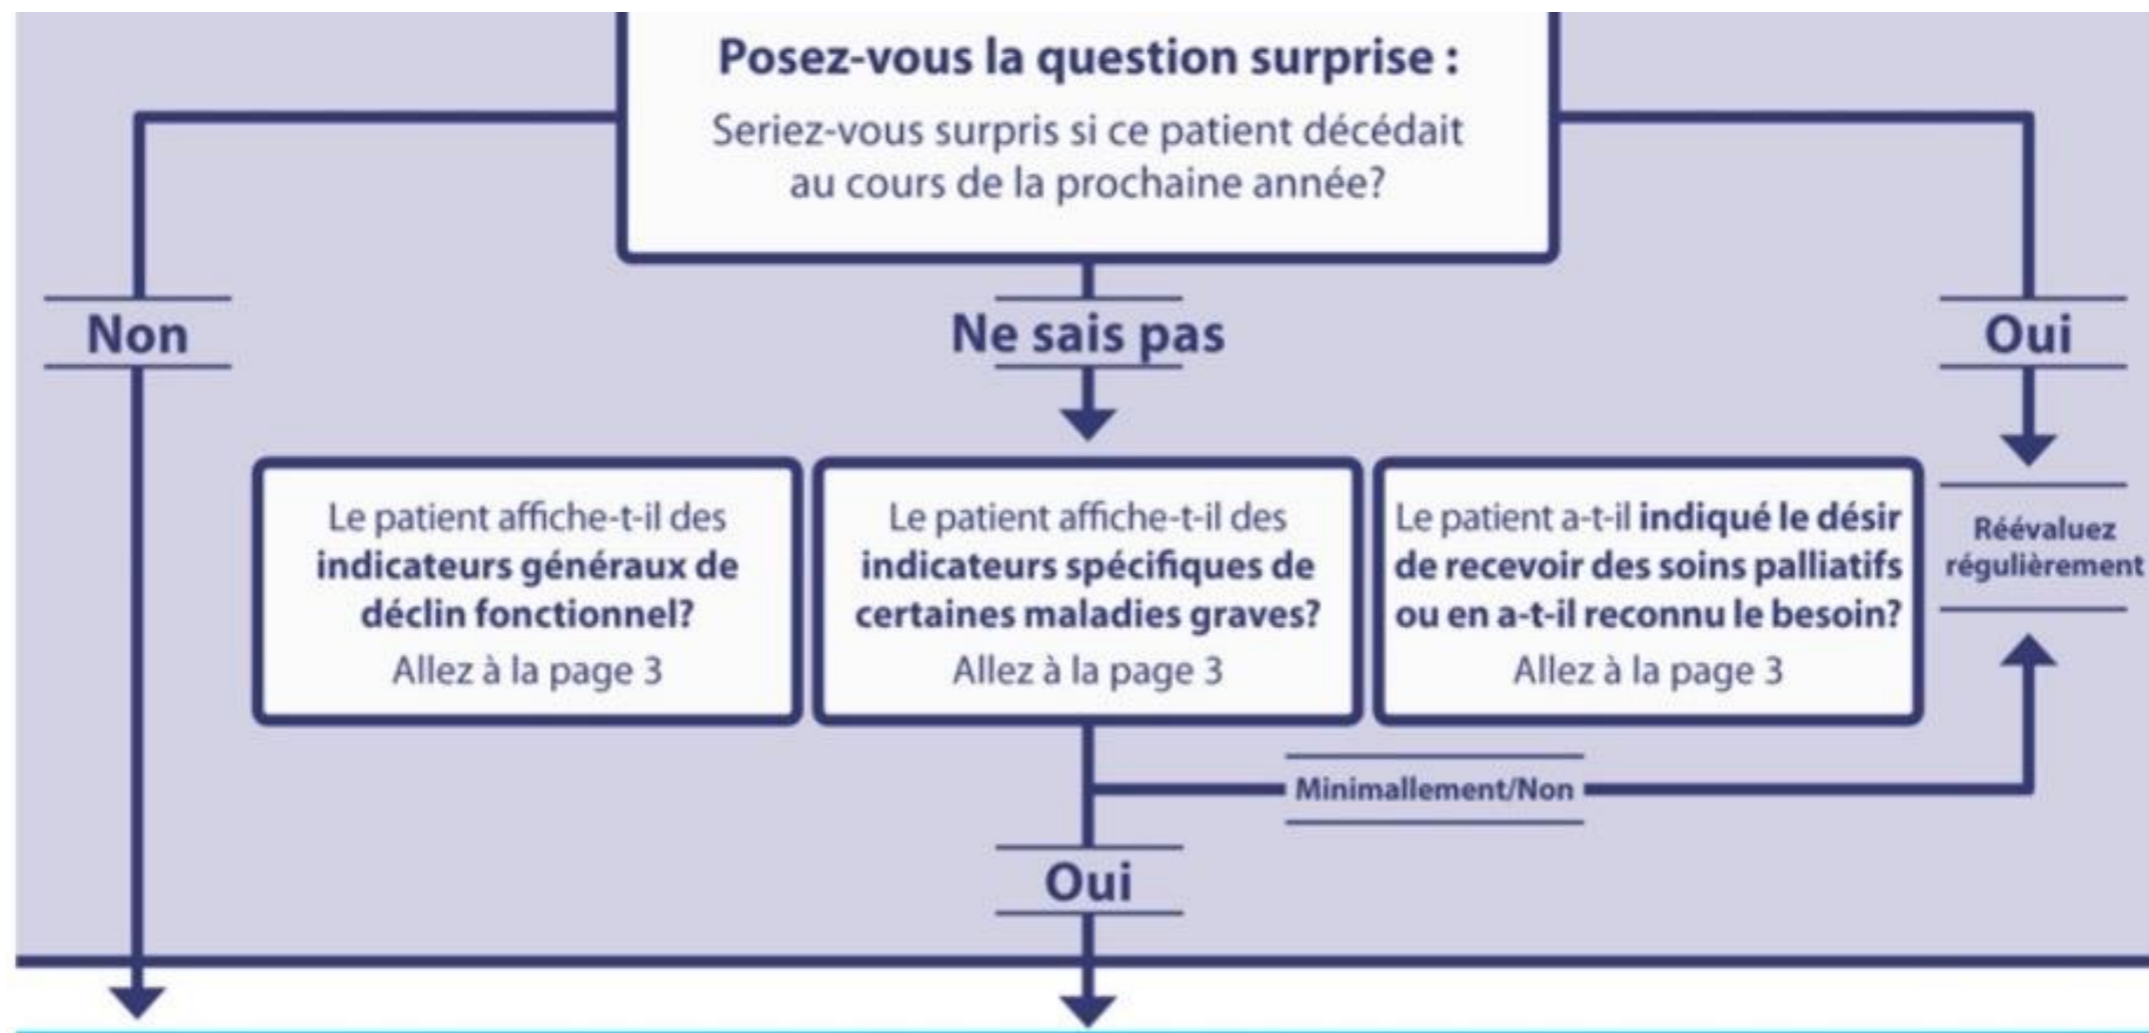 Posez-vous la question surprise :
Seriez-vous surpris si ce patient décédait
au cours de la prochaine année?
Non
Ne sais pas
Oui
Le patient affiche-t-il des
indicateurs généraux de
déclin fonctionnel?
Allez à la page 3
Le patient affiche-t-il des
indicateurs spécifiques de
certaines maladies graves?
Allez à la page 3
Le patient a-t-il indiqué le désir
de recevoir des soins palliatifs
ou en a-t-il reconnu le besoin?
Allez à la page 3
Réévaluez
régulièrement
Minimallement/Non
Oui